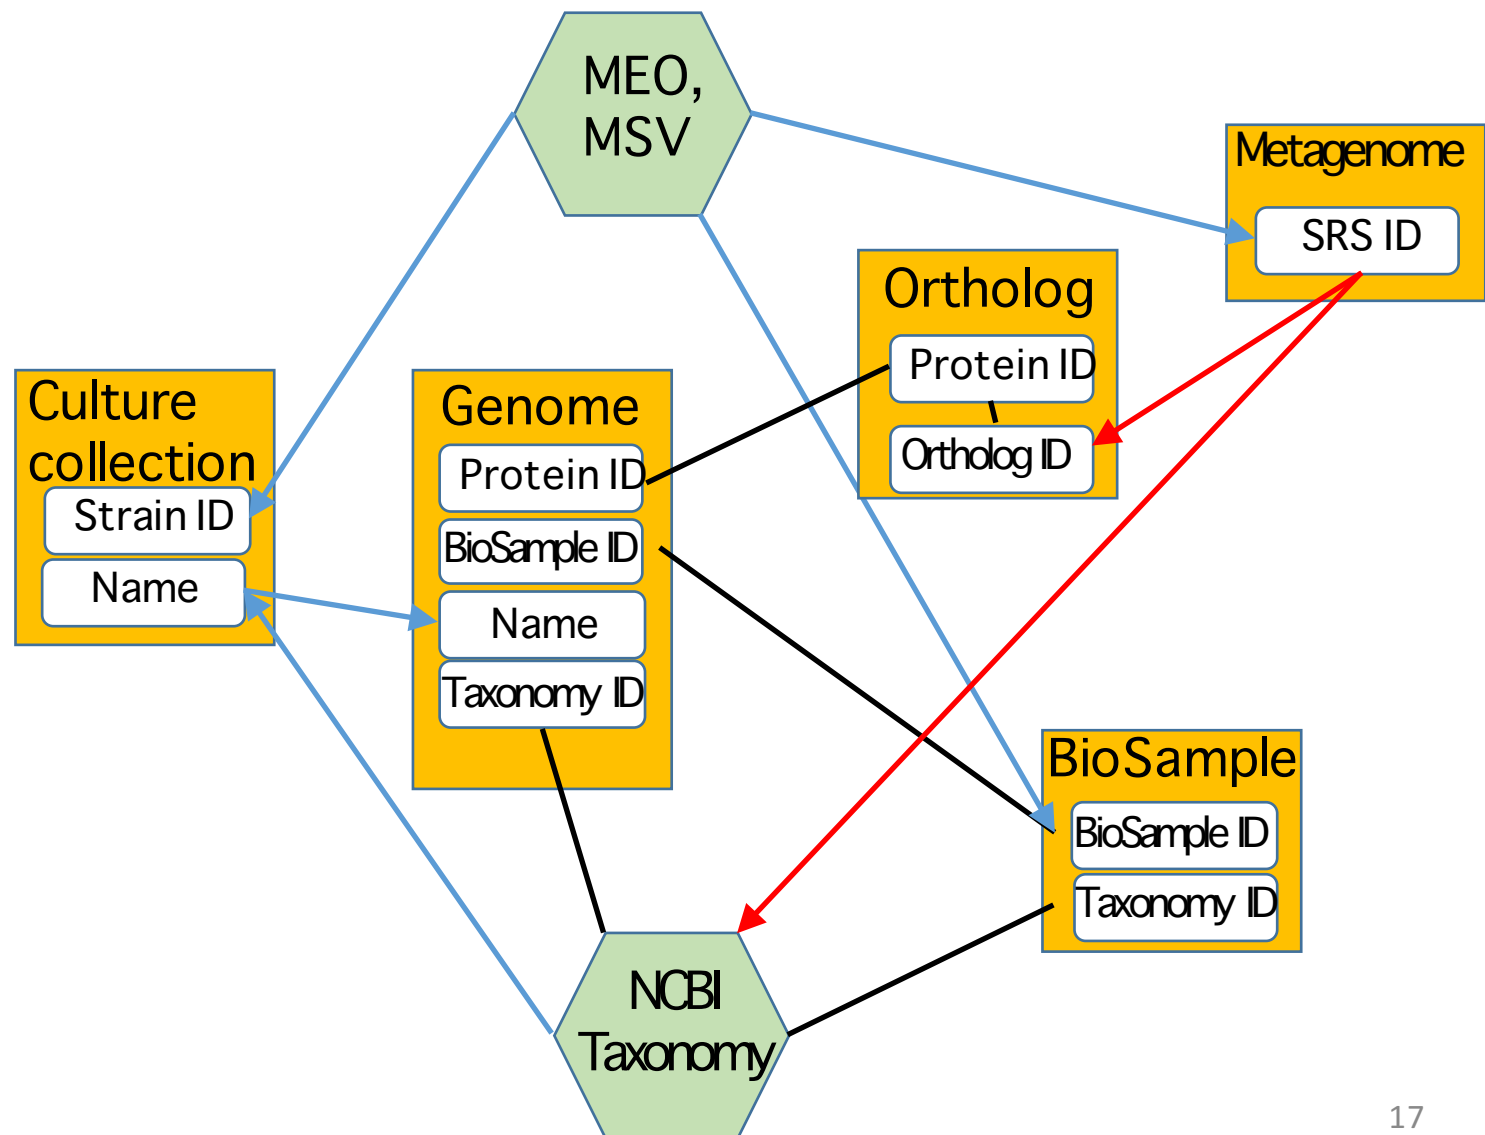 MEO,
MSV
Metagenome
SRS ID
Ortholog
Protein ID
Ortholog ID
Culture
collection
Strain ID
Name
Genome
Protein ID
BioSample ID
Name
Taxonomy ID
BioSample
BioSample ID
Taxonomy ID
NCBI
Taxonomy
17